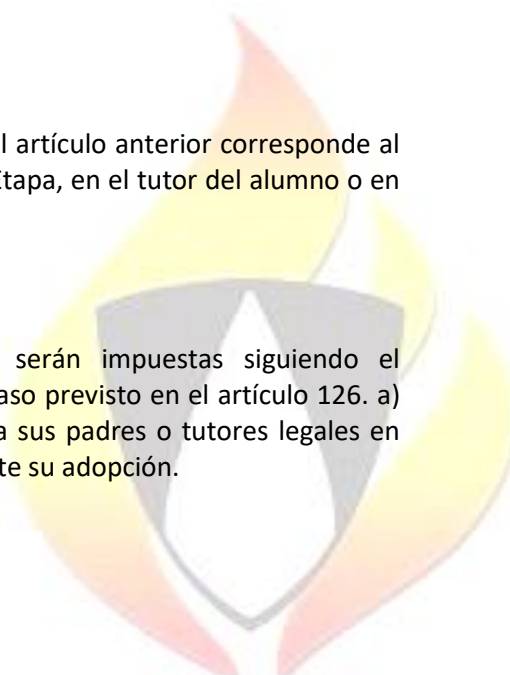 l artículo anterior corresponde al
Etapa, en el tutor del alumno o en
serán impuestas siguiendo el
aso previsto en el artículo 126. a)
a sus padres o tutores legales en
te su adopción.